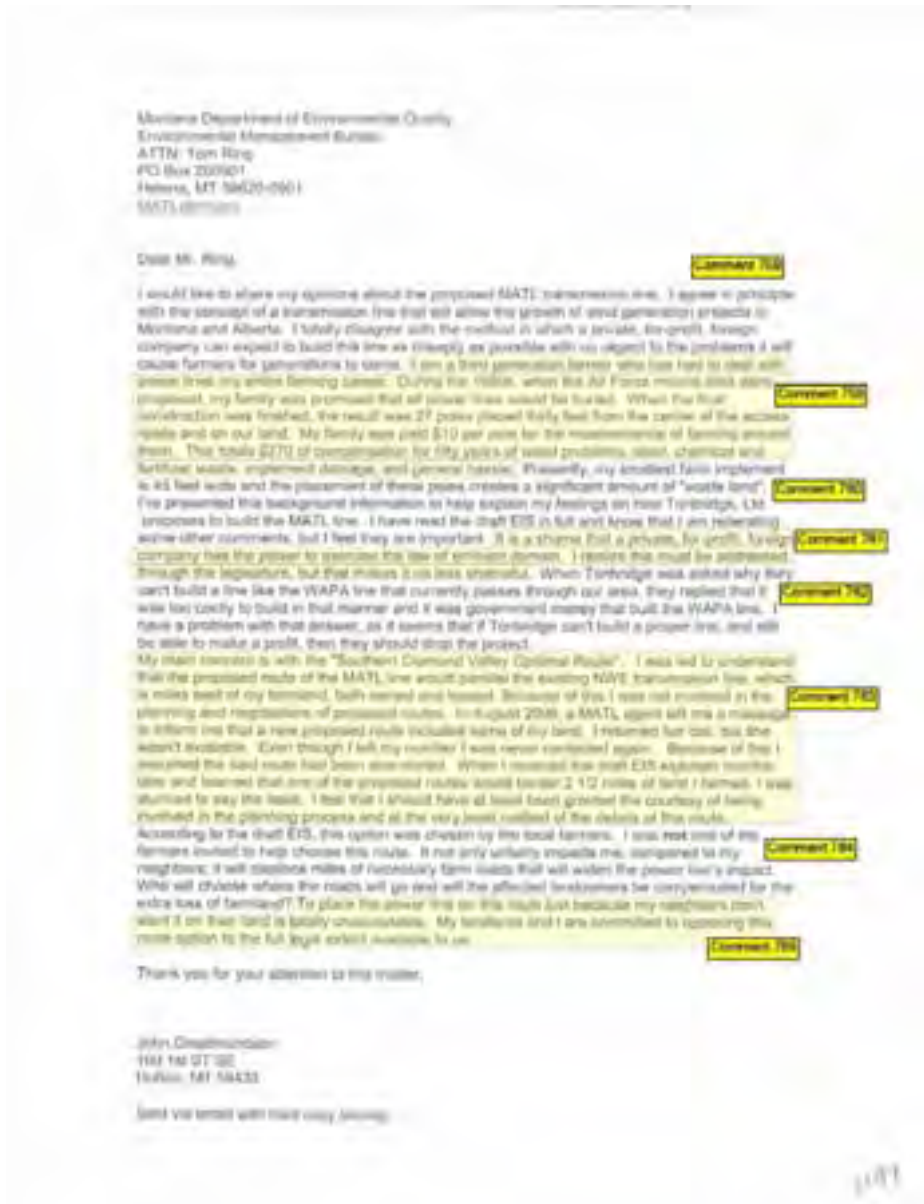 Montana Department of Environmental Quality
Environmental Management Bureau
ATTN: Tom Ring
PO Box 200901
Helena, MT 59620-0901
Dear Mr. Ring,
I would like to share my opinions about the proposed MATL transmission line. I agree in principle
with the concept of a transmission line that will allow the growth of wind generation projects in
Montana and Alberta. I totally disagree with the method in which a private, for-profit, foreign
company can expect to build this line as cheaply as possible with no regard to the problems it will
cause farmers for generations to come. I am a third generation farmer who has had to deal with
power lines my entire farming career. During the when the Air Force missile sites were
proposed, my family was promised that all power lines would be buried. When the final
construction was finished, the result was 27 poles placed thirty feet from the center of the access
roads and on our land. My family was paid $10 per pole for the of farming around
them. This totals $270 of compensation for fifty years of weed problems, chemical and
fertilizer waste, implement damage, and general hassle. Presently, my smallest farm implement
is 45 feet wide and the placement of these poles creates a significant amount of "waste land".
I've presented this background information to help explain my feelings on how Tonbridge, Ltd
proposes to build the MATL line. I have read the draft EIS in full and know that I am reiterating
some other comments, but I feel they are important. It is a shame that a private, for-profit, foreign
company has the power to exercise the law of eminent domain. I realize this must be addressed
through the legislature, but that makes it no less shameful. When Tonbridge was asked why they
can't build a line like the WAPA line that currently passes through our area, they replied that it
was too costly to build in that manner and it was government money that built the WAPA line. I
have a problem with that answer, as it seems that if Tonbridge can't build a proper line, and still
be able to make a profit, then they should drop the project.
My main concern is with the "Southern Diamond Valley Optimal Route". I was led to understand
that the proposed route of the MATL line would parallel the existing NWE transmission line, which
is miles of my farmland, both owned and leased. Because of this I was not involved in the
planning and negotiations of proposed routes. In August 2006, a MATL agent left me a message
to inform me that a new proposed route included some of my land. I returned her call, but she
wasn't available. Even though I left my number I was never contacted again. Because of this I
assumed the said route had been abandoned. When I received the draft EIS months
later and learned that one of the proposed routes would border 2 1/2 miles of land I farmed, I was
stunned to say the least. I feel that I should have at least been granted the courtesy of being
involved in the planning process and at the very least notified of the details of this route.
According to the draft EIS, this option was chosen by the local farmers. I was not one of the
farmers invited to help choose this route. It not only unfairly impacts me, compared to my
neighbors, it will miles of necessary farm roads that will widen the power line's impact.
Who will choose where the roads will go and will the affected landowners be compensated for the
extra loss of farmland? To place the power line on this route just because my neighbors don't
want it on their land is totally unacceptable. My landlords and I are committed to opposing this
route option to the full legal extent available to us.
Thank you for your attention to this matter.
John
Sent via email with hard copy
Comment 759
Comment 760
Comment 761
Comment 762
Comment 763
Comment 764